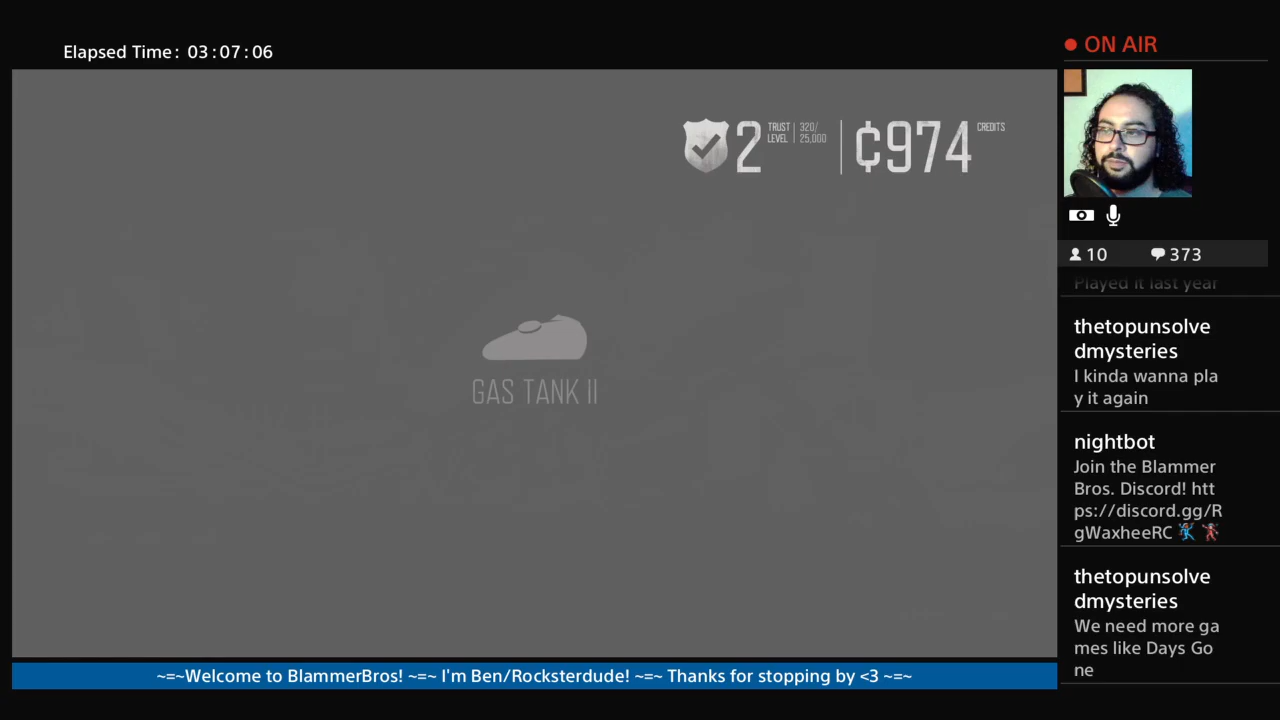 Elapsed Time: 03:07:06
ON AIR
2 TRUST LEVEL 320/25,000 ₵974 CREDITS
GAS TANK II
10 373
Played it last year
thetopunsolve
dmysteries
I kinda wanna pla
y it again
nightbot
Join the Blammer
Bros. Discord! htt
ps://discord.gg/R
gWaxheeRC
thetopunsolve
dmysteries
We need more ga
mes like Days Go
ne
~=~Welcome to BlammerBros! ~=~ I'm Ben/Rocksterdude! ~=~ Thanks for stopping by <3 ~=~